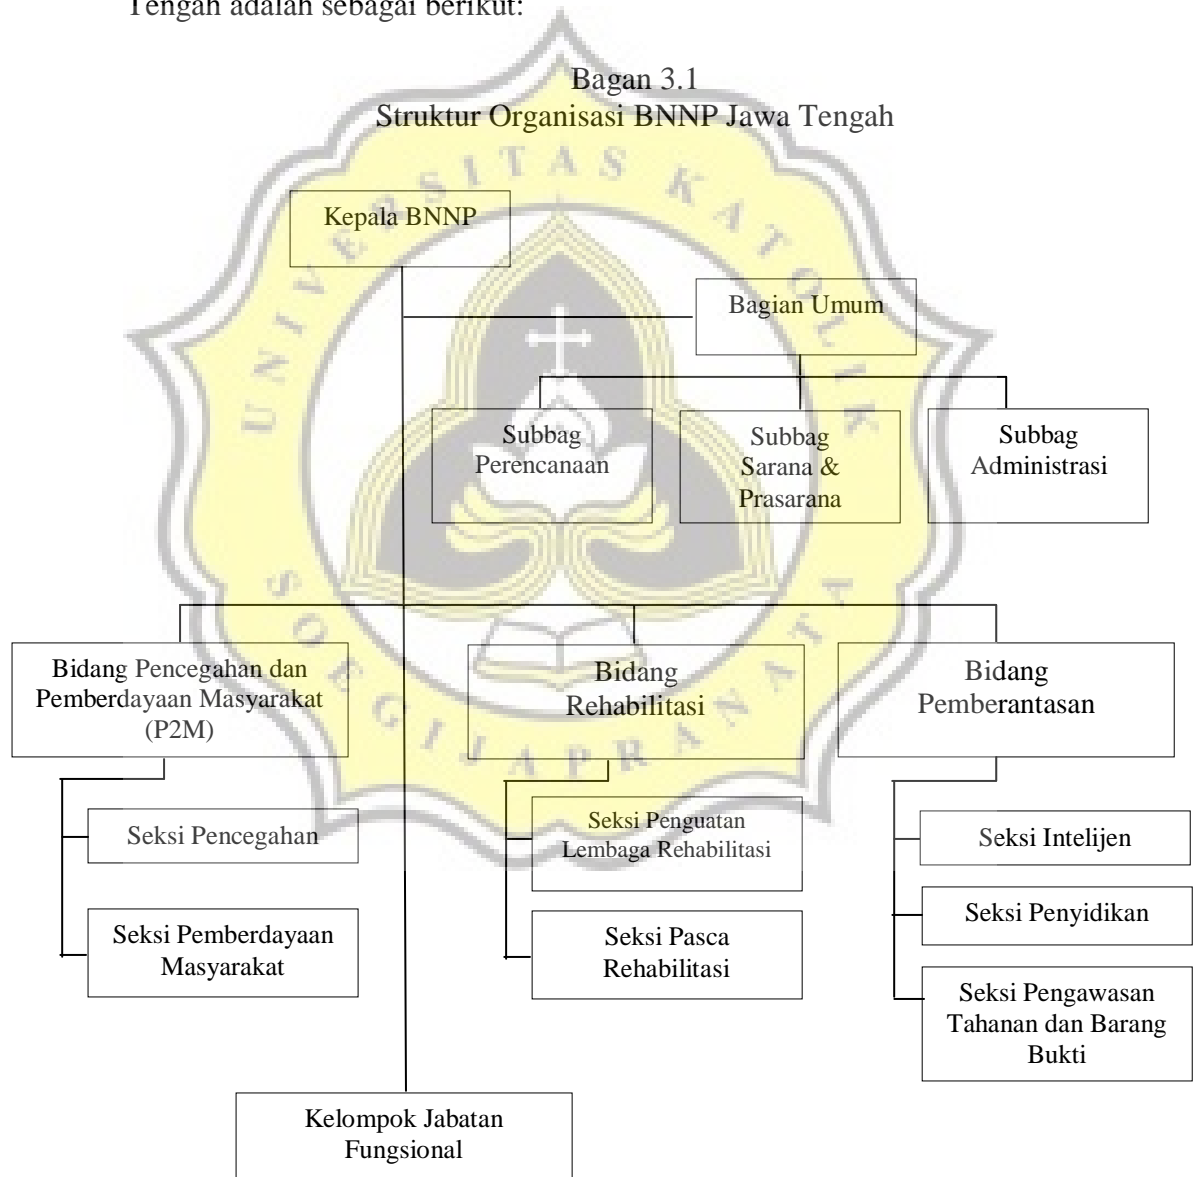 Tengah adalah sebagai berikut:
Bagan 3.1
Struktur Organisasi BNNP Jawa Tengah
UNIVERSITAS KATOLIK
SOEGIJAPRANATA
Kepala BNNP
Bagian Umum
Subbag
Perencanaan
Subbag
Sarana &
Prasarana
Subbag
Administrasi
Bidang Pencegahan dan
Pemberdayaan Masyarakat
(P2M)
Bidang
Rehabilitasi
Bidang
Pemberantasan
Seksi Pencegahan
Seksi Pemberdayaan
Masyarakat
Seksi Penguatan
Lembaga Rehabilitasi
Seksi Pasca
Rehabilitasi
Seksi Intelijen
Seksi Penyidikan
Seksi Pengawasan
Tahanan dan Barang
Bukti
Kelompok Jabatan
Fungsional